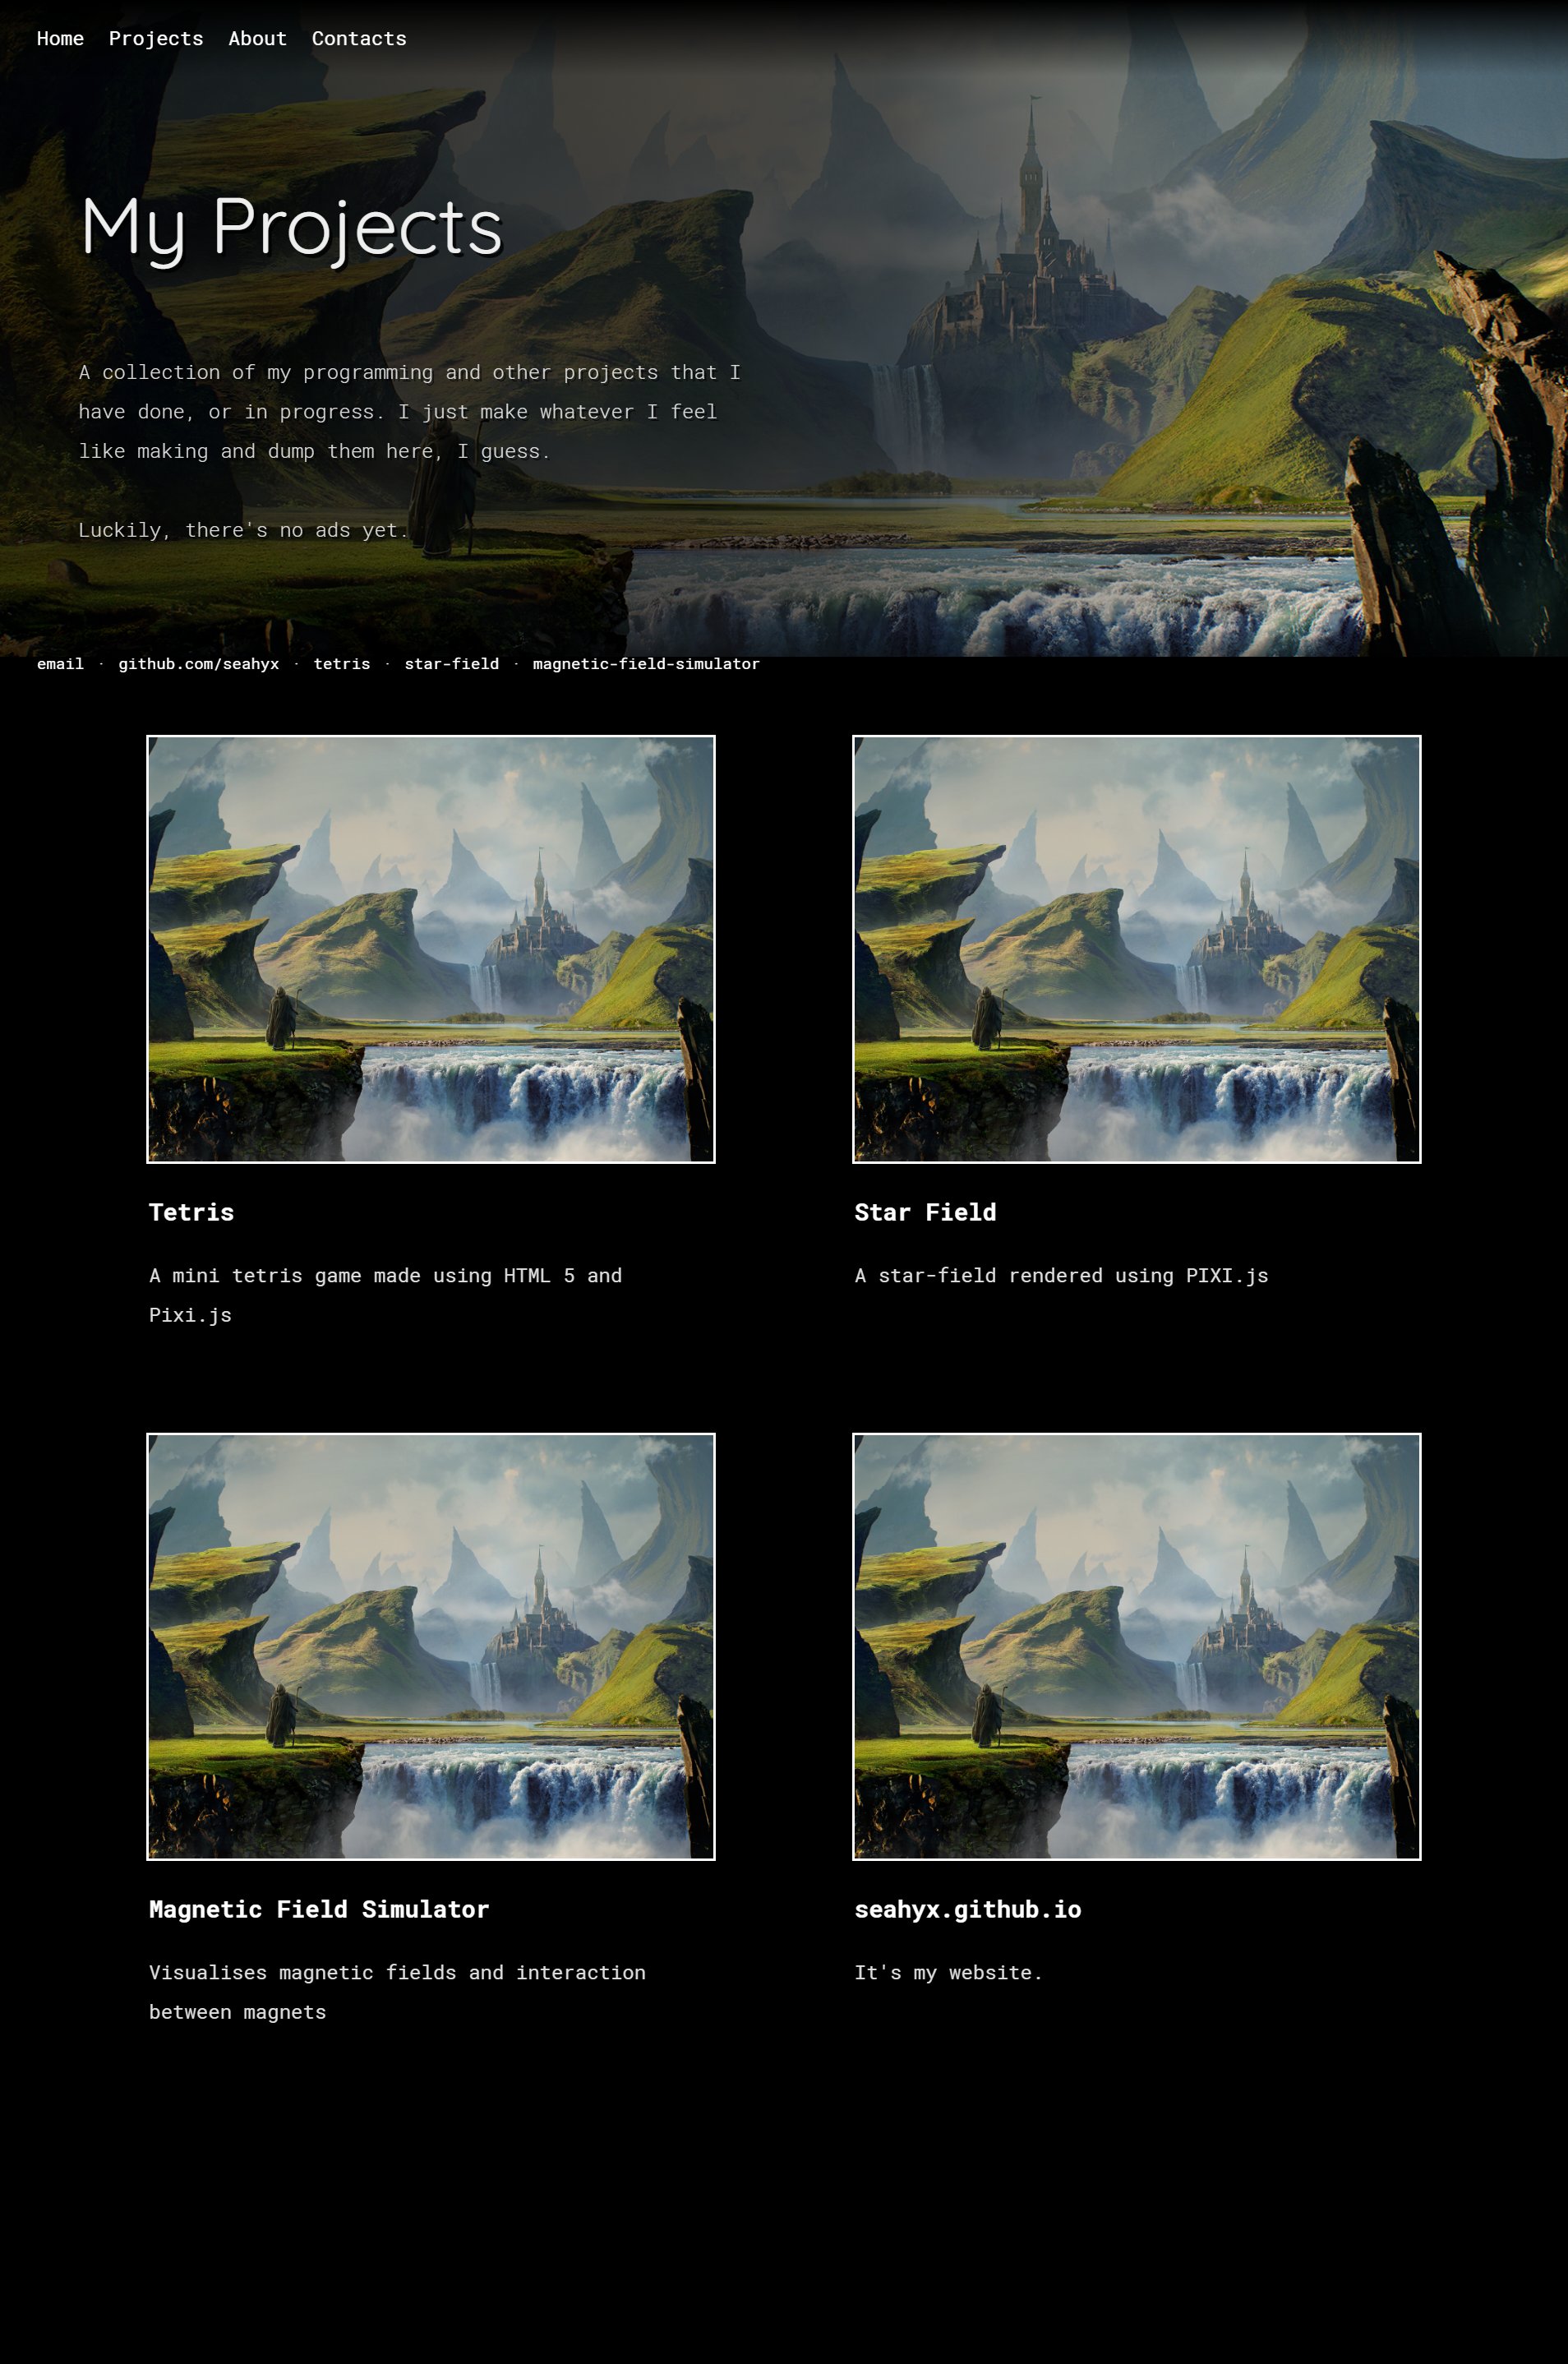 Home Projects About Contacts
My Projects
A collection of my programming and other projects that I
have done, or in progress. I just make whatever I feel
like making and dump them here, I guess.
Luckily, there's no ads yet.
email · github.com/seahyx · tetris · star-field · magnetic-field-simulator
Tetris
A mini tetris game made using HTML 5 and
Pixi.js
Star Field
A star-field rendered using PIXI.js
Magnetic Field Simulator
Visualises magnetic fields and interaction
between magnets
seahyx.github.io
It's my website.